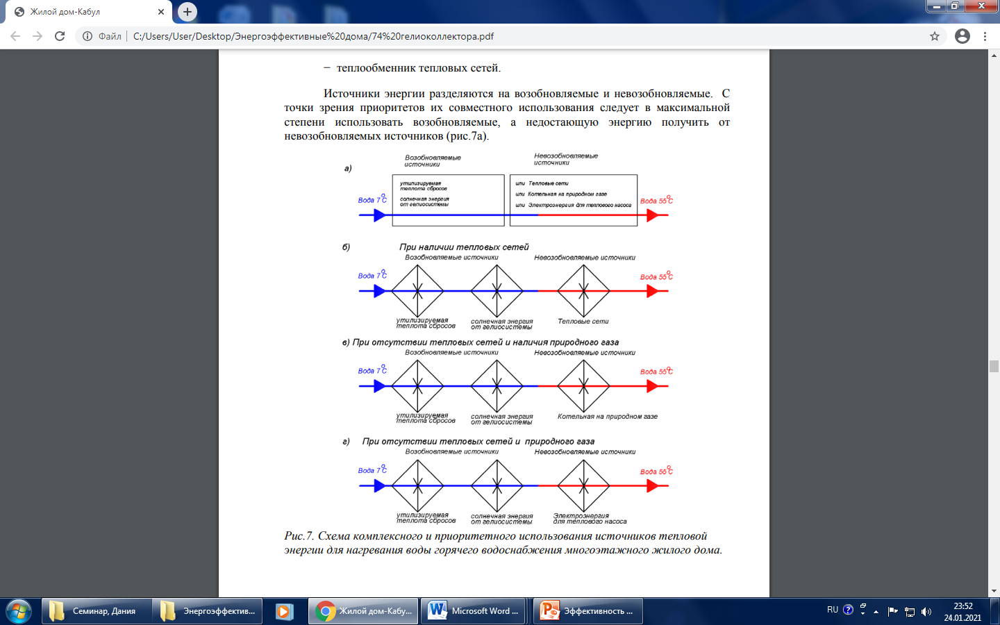 Жилой дом-Кабул
Файл
C:/Users/User/Desktop/Энергоэффективные%20дома/74%20гелиоколлектора.pdf
− теплообменник тепловых сетей.
Источники энергии разделяются на возобновляемые и невозобновляемые. С
точки зрения приоритетов их совместного использования следует в максимальной
степени использовать возобновляемые, а недостающую энергию получить от
невозобновляемых источников (рис.7а).
а)
Возобновляемые
источники
Невозобновляемые
источники
утилизируемая
теплота сбросов
солнечная энергия
от гелиосистемы
или Тепловые сети
или Котельная на природном газе
или Электроэнергия для теплового насоса
Вода 7°С
Вода 55°С
б) При наличии тепловых сетей
Возобновляемые источники
Невозобновляемые источники
Вода 7°С
Вода 55°С
утилизируемая
теплота сбросов
солнечная энергия
от гелиосистемы
Тепловые сети
в) При отсутствии тепловых сетей и наличия природного газа
Возобновляемые источники
Невозобновляемые источники
Вода 7°С
Вода 55°С
утилизируемая
теплота сбросов
солнечная энергия
от гелиосистемы
Котельная на природном газе
г) При отсутствии тепловых сетей и природного газа
Возобновляемые источники
Невозобновляемые источники
Вода 7°С
Вода 55°С
утилизируемая
теплота сбросов
солнечная энергия
от гелиосистемы
Электроэнергия
для теплового насоса
Рис.7. Схема комплексного и приоритетного использования источников тепловой
энергии для нагревания воды горячего водоснабжения многоэтажного жилого дома.
Семинар, Дания
Энергоэффектив...
Жилой дом-Кабу...
Microsoft Word ...
Эффективность ...
RU
23:52
24.01.2021